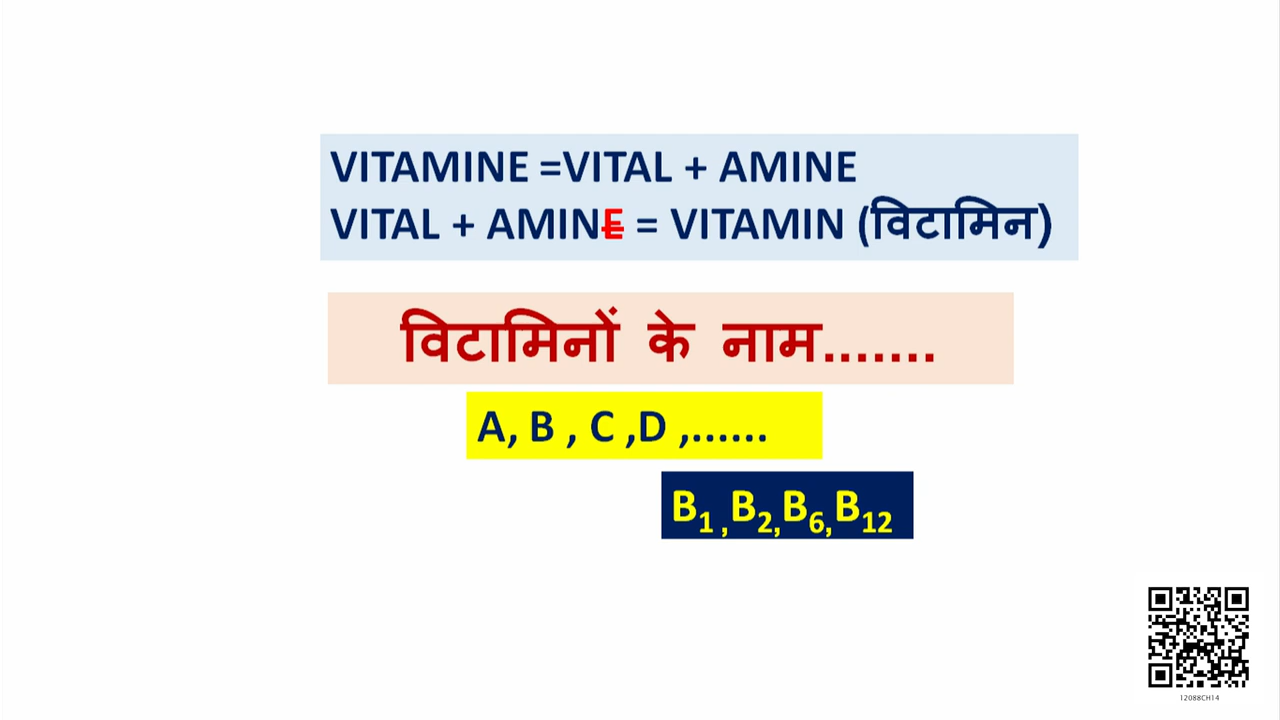 VITAMINE =VITAL + AMINE
VITAL + AMINE = VITAMIN (विटामिन)
विटामिनों के नाम.......
A, B , C ,D ,......
B₁ ,B₂,B₆,B₁₂
12088CH14